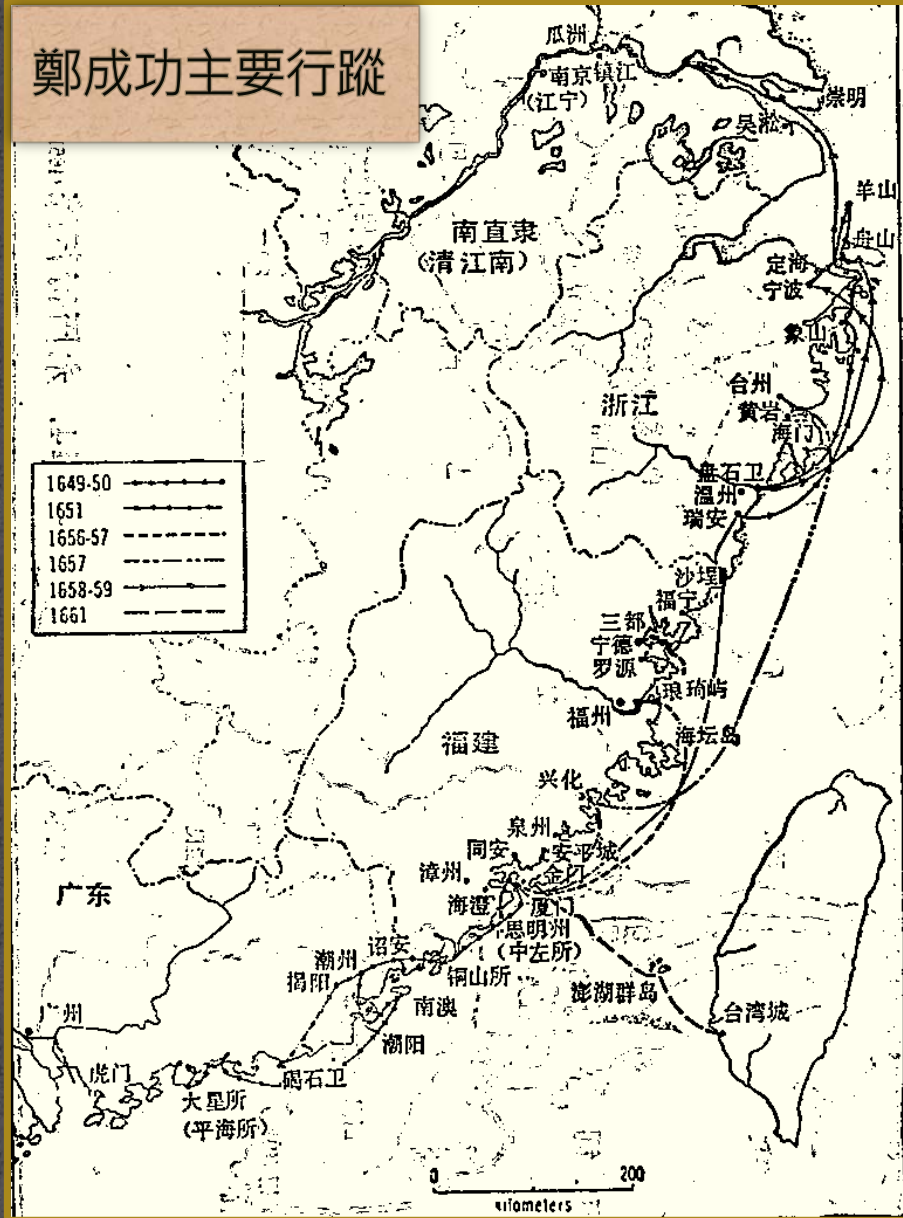 鄭成功主要行蹤
瓜洲
南京 镇江
(江宁)
崇明
吴淞
羊山
舟山
南直隶
(清江南)
定海
宁波
象山
台州
黄岩
海门
浙江
盘石卫
温州
瑞安
1649-50
1651
1656-57
1657
1658-59
1661
沙埕
福宁
三都
宁德
罗源
琅琦屿
福州
海坛岛
福建
兴化
泉州
同安
安平城
漳州
金门
海澄
厦门
思明州
(中左所)
广东
诏安
潮州
揭阳
铜山所
南澳
澎湖群岛
台湾城
广州
潮阳
虎门
碣石卫
大星所
(平海所)
0 200
kilometers